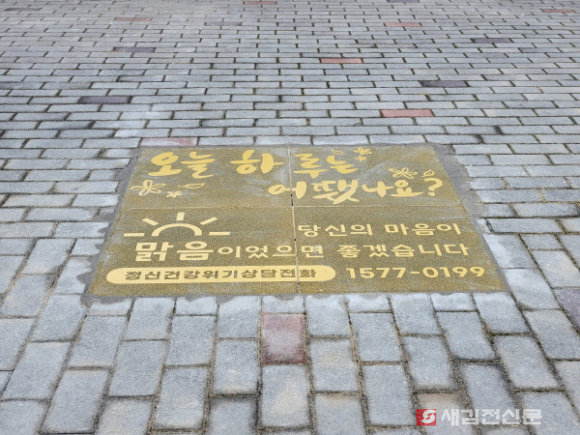 오늘 하루는
어땠나요?
당신의 마음이
맑음이었으면 좋겠습니다
정신건강위기상담전화 1577-0199
새김천신문